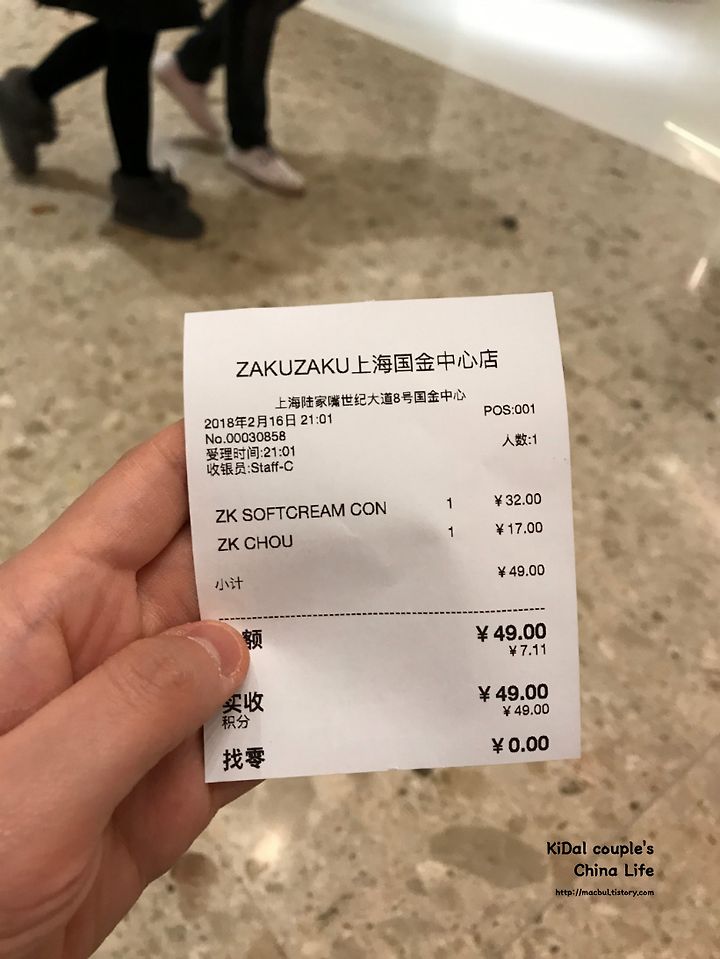 ZAKUZAKU上海国金中心店
上海陆家嘴世纪大道8号国金中心
2018年2月16日 21:01 POS:001
No.00030858
受理时间:21:01 人数:1
收银员:Staff-C
ZK SOFTCREAM CON 1 ¥32.00
ZK CHOU 1 ¥17.00
小计 ¥49.00
额 ¥49.00
¥7.11
实收 ¥49.00
积分 ¥49.00
找零 ¥0.00
KiDal couple's
China Life
http://macbul.tistory.com